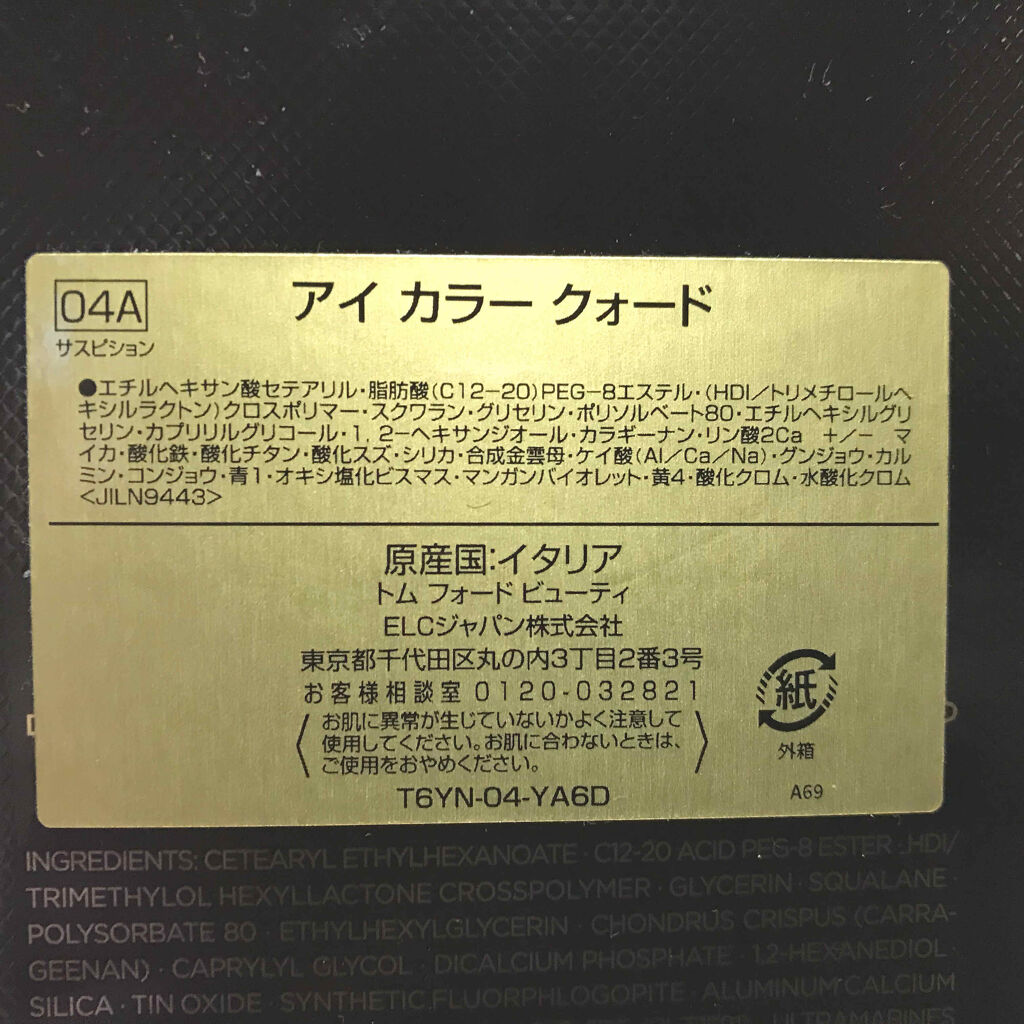 04A
アイ カラー クォード
サスピション
●エチルヘキサン酸セテアリル・脂肪酸(C12-20)PEG-8エステル・(HDI/トリメチロールヘ
キシルラクトン)クロスポリマー・スクワラン・グリセリン・ポリソルベート80・エチルヘキシルグリ
セリン・カプリリルグリコール・1, 2-ヘキサンジオール・カラギーナン・リン酸2Ca +/- マ
イカ・酸化鉄・酸化チタン・酸化スズ・シリカ・合成金雲母・ケイ酸(Al/Ca/Na)・グンジョウ・カル
ミン・コンジョウ・青1・オキシ塩化ビスマス・マンガンバイオレット・黄4・酸化クロム・水酸化クロム
<JILN9443>
原産国:イタリア
トム フォード ビューティ
ELCジャパン株式会社
東京都千代田区丸の内3丁目2番3号
お客様相談室 0120-032821
お肌に異常が生じていないかよく注意して
使用してください。お肌に合わないときは、
ご使用をおやめください。
紙
外箱
T6YN-04-YA6D
A69
INGREDIENTS: CETEARYL ETHYLHEXANOATE · C12-20 ACID PEG-8 ESTER · HDI/
TRIMETHYLOL HEXYLLACTONE CROSSPOLYMER · GLYCERIN · SQUALANE ·
POLYSORBATE 80 · ETHYLHEXYLGLYCERIN · CHONDRUS CRISPUS (CARRA-
GEENAN) · CAPRYLYL GLYCOL · DICALCIUM PHOSPHATE · 1,2-HEXANEDIOL ·
SILICA · TIN OXIDE · SYNTHETIC FLUORPHLOGOPITE · ALUMINUM CALCIUM
ULTRAMARINES